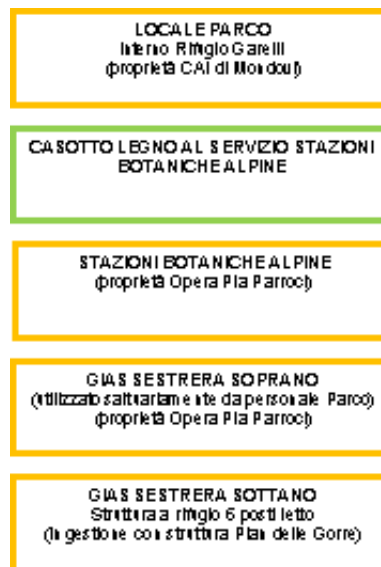 LOCALE PARCO
Interno Rifugio Garelli
(proprietà CAI di Mondovì)
CASOTTO LEGNO AL SERVIZIO STAZIONI
BOTANICHE ALPINE
STAZIONI BOTANICHE ALPINE
(proprietà Opera Pia Parroci)
GIAS SESTRERA SOPRANO
(utilizzato saltuariamente da personale Parco)
(proprietà Opera Pia Parroci)
GIAS SESTRERA SOTTANO
Struttura a rifugio 6 posti letto
(In gestione con struttura Pian delle Gorre)